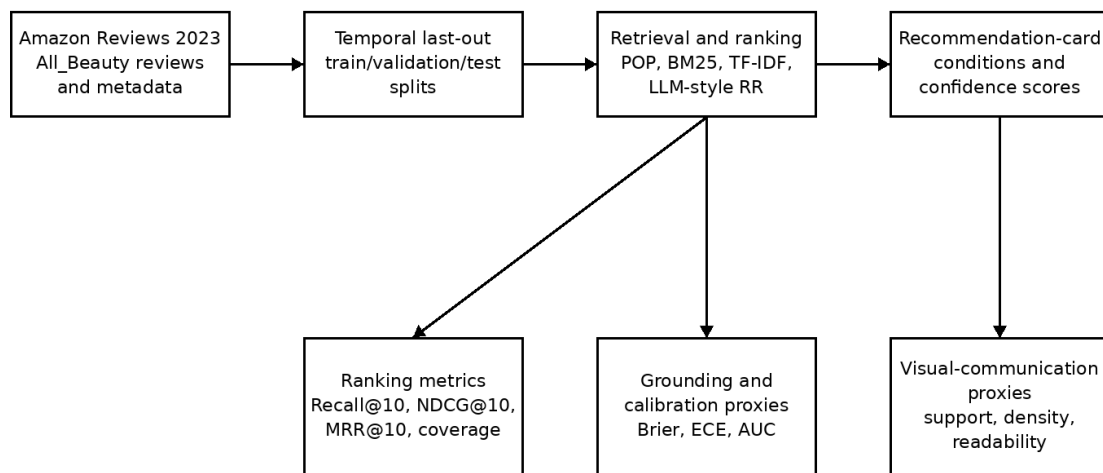 Amazon Reviews 2023
All_Beauty reviews
and metadata
Temporal last-out
train/validation/test
splits
Retrieval and ranking
POP, BM25, TF-IDF,
LLM-style RR
Recommendation-card
conditions and
confidence scores
Ranking metrics
Recall@10, NDCG@10,
MRR@10, coverage
Grounding and
calibration proxies
Brier, ECE, AUC
Visual-communication
proxies
support, density,
readability